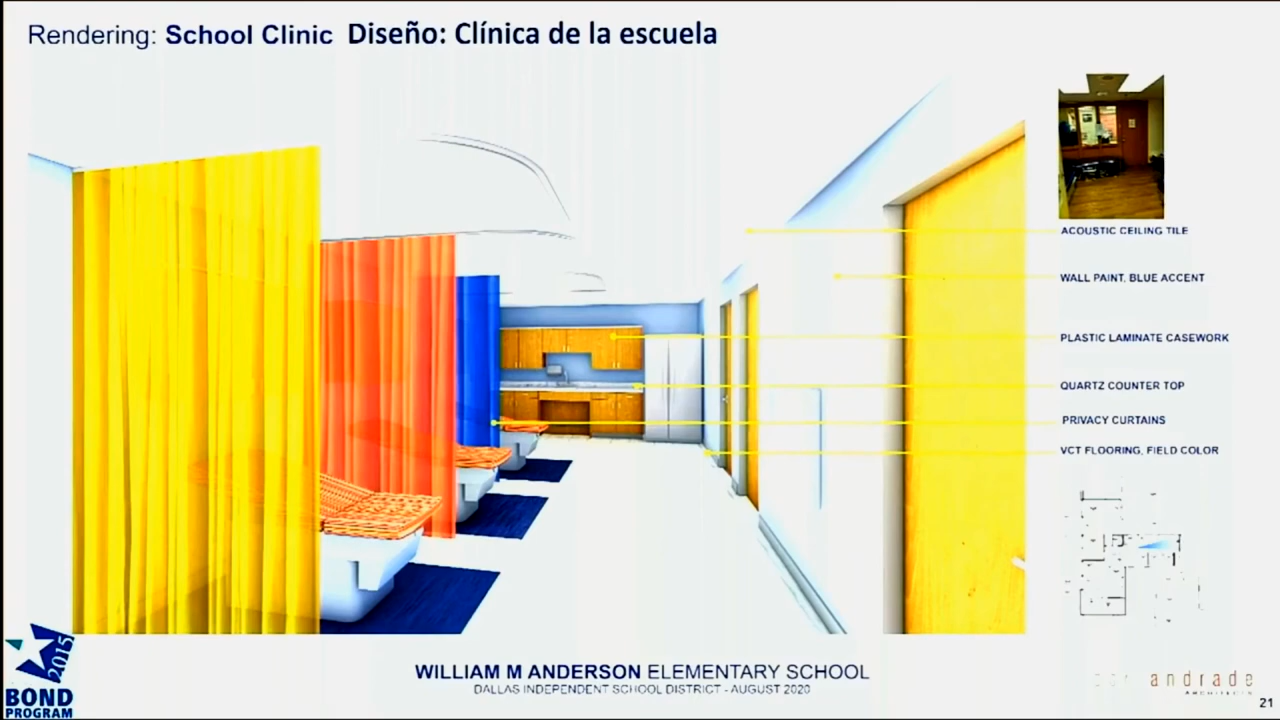 Rendering: School Clinic Diseño: Clínica de la escuela
ACOUSTIC CEILING TILE
WALL PAINT, BLUE ACCENT
PLASTIC LAMINATE CASEWORK
QUARTZ COUNTER TOP
PRIVACY CURTAINS
VCT FLOORING, FIELD COLOR
2015
BOND
PROGRAM
WILLIAM M ANDERSON ELEMENTARY SCHOOL
DALLAS INDEPENDENT SCHOOL DISTRICT - AUGUST 2020
andrade
ARCHITECTS
21